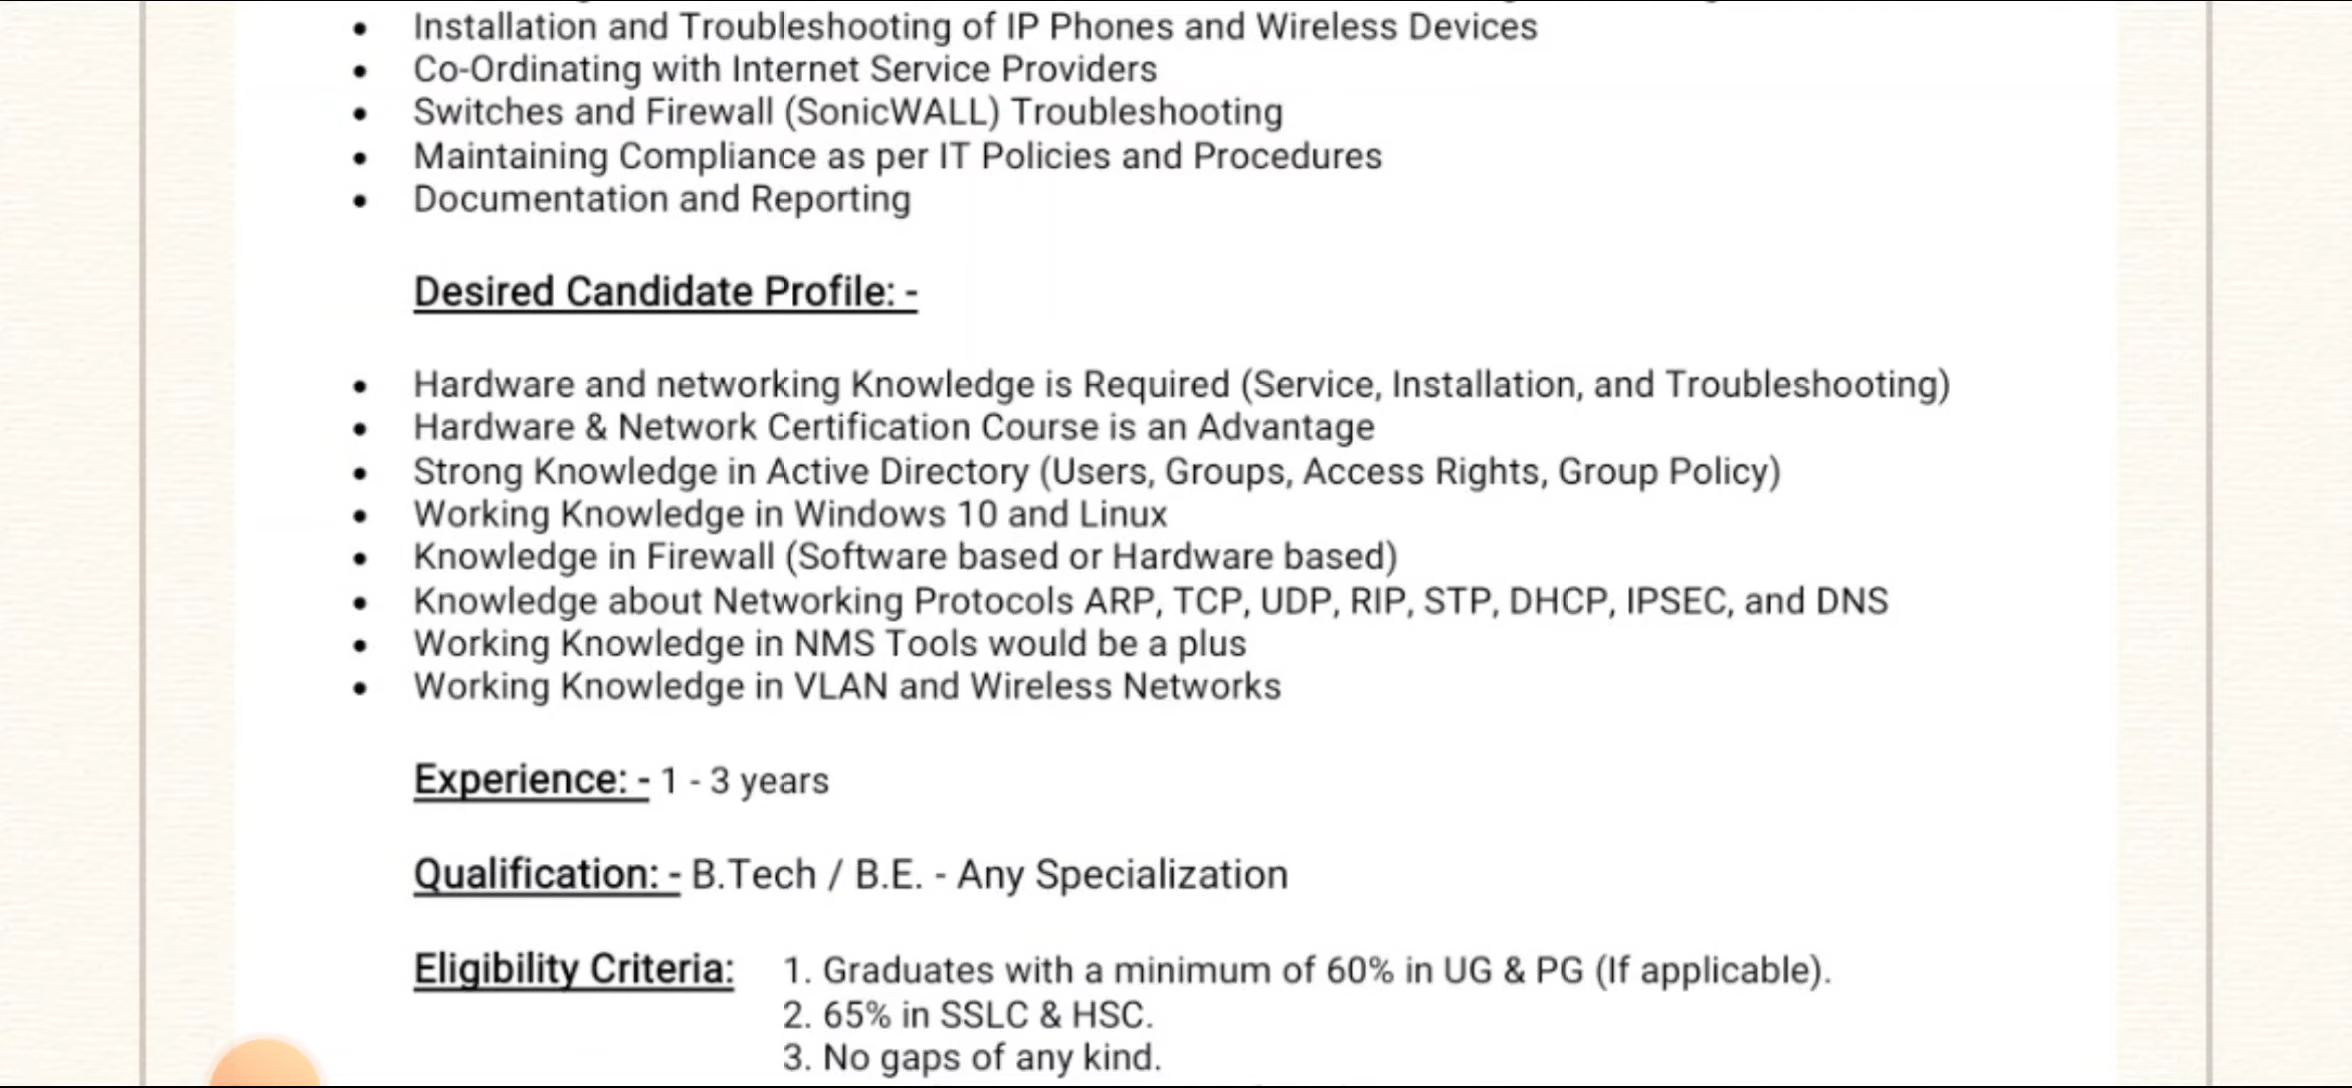 • Installation and Troubleshooting of IP Phones and Wireless Devices
• Co-Ordinating with Internet Service Providers
• Switches and Firewall (SonicWALL) Troubleshooting
• Maintaining Compliance as per IT Policies and Procedures
• Documentation and Reporting
Desired Candidate Profile: -
• Hardware and networking Knowledge is Required (Service, Installation, and Troubleshooting)
• Hardware & Network Certification Course is an Advantage
• Strong Knowledge in Active Directory (Users, Groups, Access Rights, Group Policy)
• Working Knowledge in Windows 10 and Linux
• Knowledge in Firewall (Software based or Hardware based)
• Knowledge about Networking Protocols ARP, TCP, UDP, RIP, STP, DHCP, IPSEC, and DNS
• Working Knowledge in NMS Tools would be a plus
• Working Knowledge in VLAN and Wireless Networks
Experience: - 1 - 3 years
Qualification: - B.Tech / B.E. - Any Specialization
Eligibility Criteria: 1. Graduates with a minimum of 60% in UG & PG (If applicable).
2. 65% in SSLC & HSC.
3. No gaps of any kind.